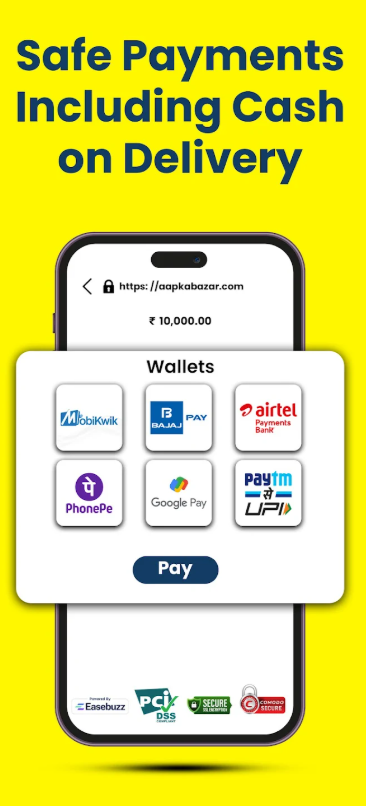 Safe Payments
Including Cash
on Delivery
https://aapkabazar.com
₹ 10,000.00
Wallets
MobiKwik
B
BAJAJ PAY
airtel
Payments
Bank
पे
PhonePe
Google Pay
paytm
से
UPI
Pay
Powered By
Easebuzz
PCI
DSS
COMPLIANT
SECURE
SSL ENCRYPTION
COMODO
SECURE